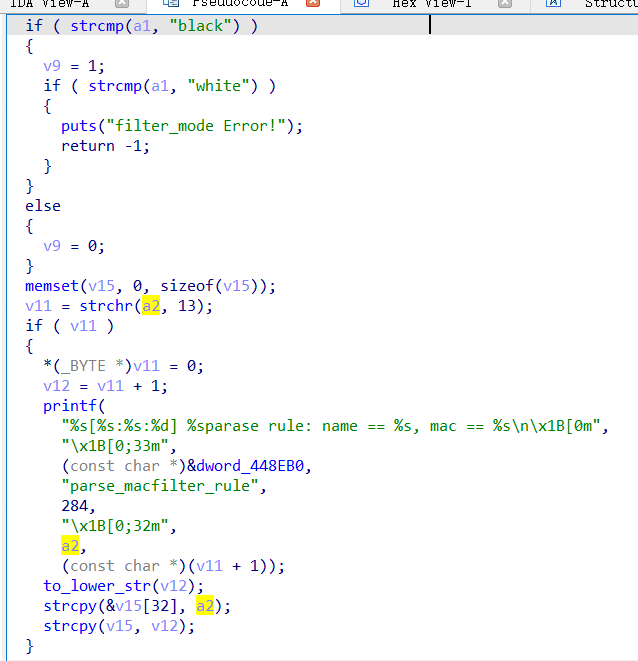 IDA View-A Pseudocode-A Hex View-1 Structu
if ( strcmp(a1, "black") )
{
v9 = 1;
if ( strcmp(a1, "white") )
{
puts("filter_mode Error!");
return -1;
}
}
else
{
v9 = 0;
}
memset(v15, 0, sizeof(v15));
v11 = strchr(a2, 13);
if ( v11 )
{
*(_BYTE *)v11 = 0;
v12 = v11 + 1;
printf(
"%s[%s:%s:%d] %sparase rule: name == %s, mac == %s\n\x1B[0m",
"\x1B[0;33m",
(const char *)&dword_448EB0,
"parse_macfilter_rule",
284,
"\x1B[0;32m",
a2,
(const char *)(v11 + 1));
to_lower_str(v12);
strcpy(&v15[32], a2);
strcpy(v15, v12);
}